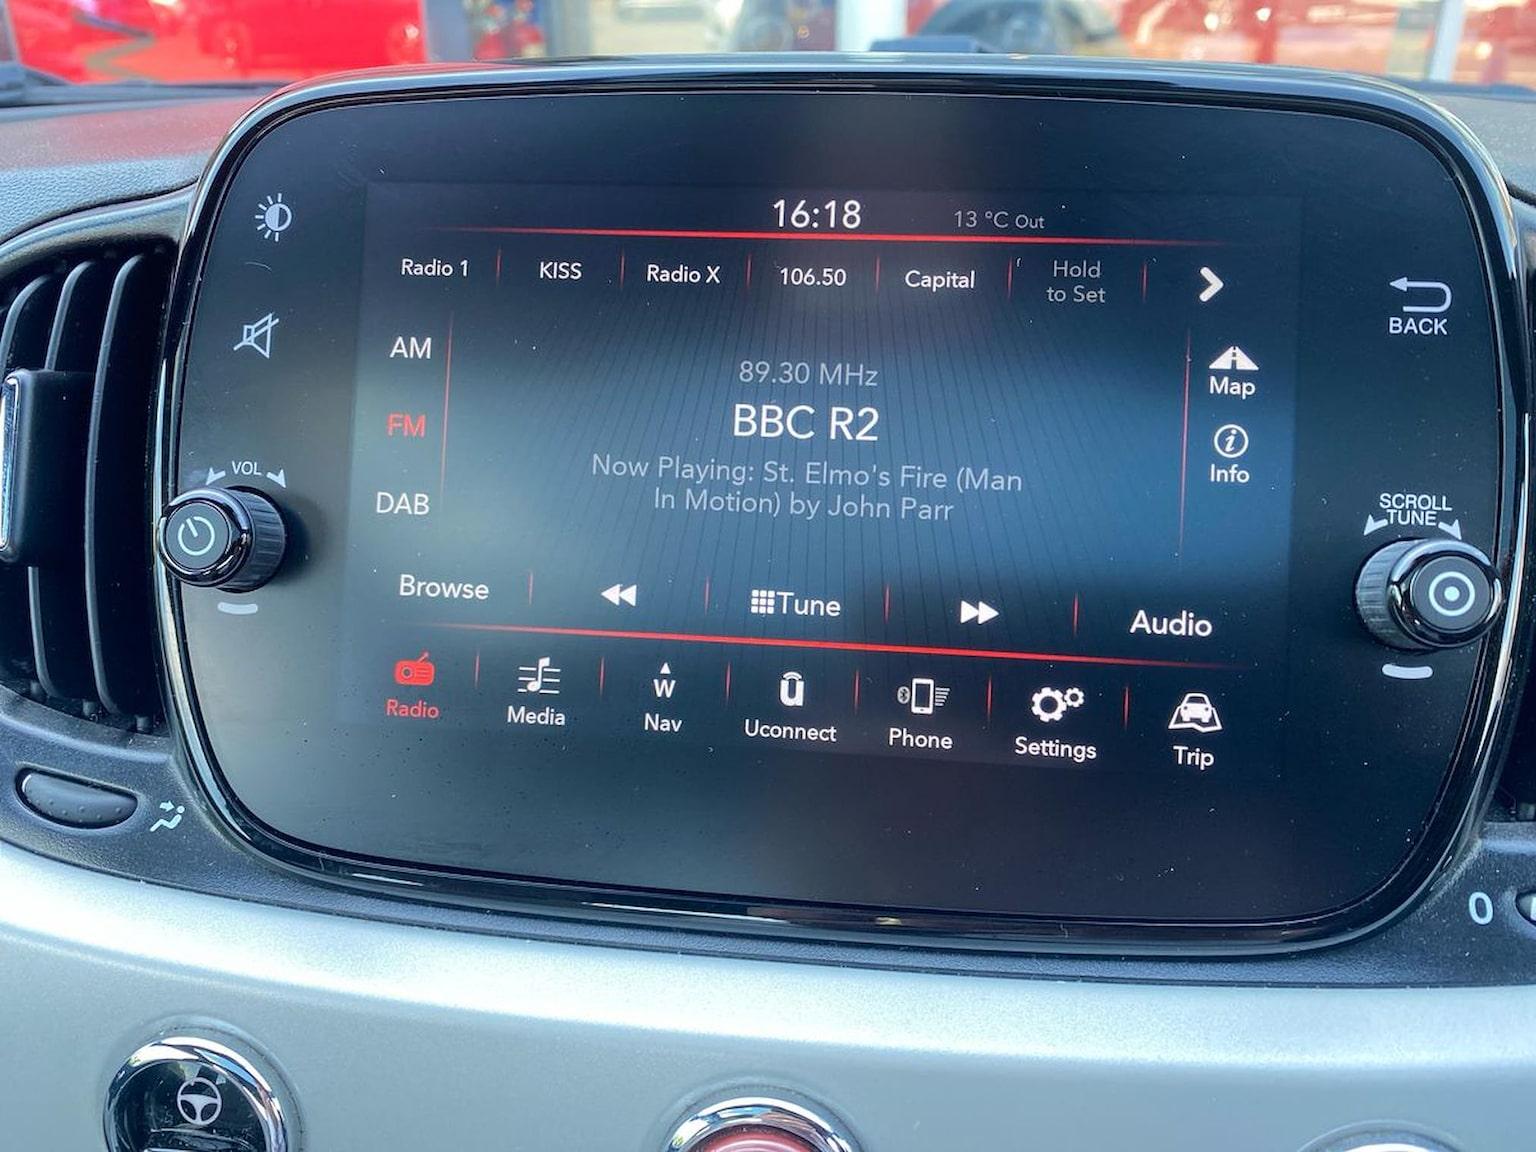 16:18
13 °C Out
Radio 1
KISS
Radio X
106.50
Capital
Hold
to Set
BACK
AM
FM
DAB
89.30 MHz
BBC R2
Now Playing: St. Elmo's Fire (Man
In Motion) by John Parr
Map
Info
VOL
SCROLL
TUNE
Browse
Tune
Audio
Radio
Media
W
Nav
u
Uconnect
Phone
Settings
Trip
0